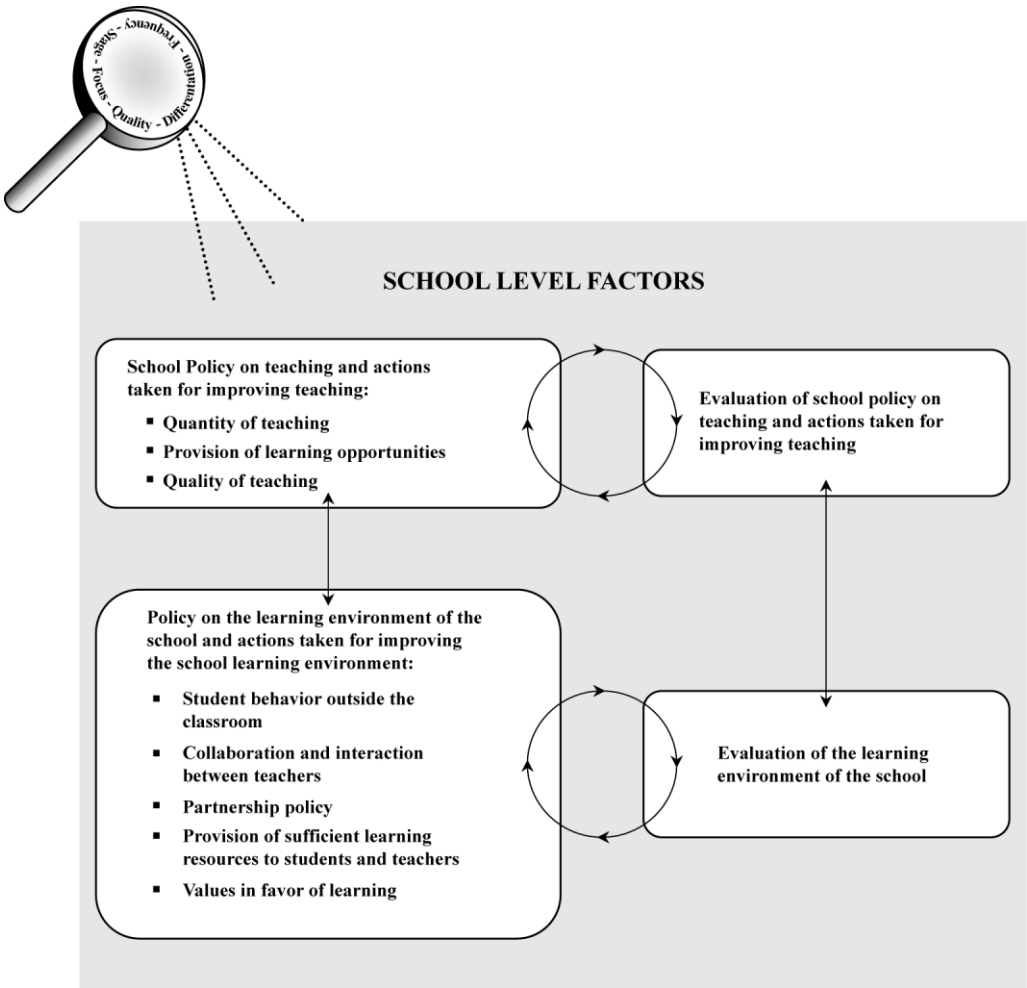 Frequency - Stage - Focus - Quality - Differentation -
SCHOOL LEVEL FACTORS
School Policy on teaching and actions
taken for improving teaching:
▪ Quantity of teaching
▪ Provision of learning opportunities
▪ Quality of teaching
Evaluation of school policy on
teaching and actions taken for
improving teaching
Policy on the learning environment of the
school and actions taken for improving
the school learning environment:
▪ Student behavior outside the
classroom
▪ Collaboration and interaction
between teachers
▪ Partnership policy
▪ Provision of sufficient learning
resources to students and teachers
▪ Values in favor of learning
Evaluation of the learning
environment of the school